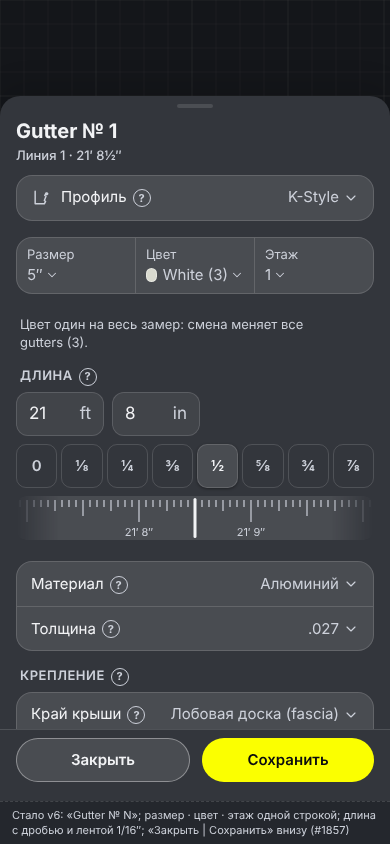 Gutter № 1
Линия 1 · 21′ 8½″
Профиль ? K-Style
Размер Цвет Этаж
5″ White (3) 1
Цвет один на весь замер: смена меняет все
gutters (3).
ДЛИНА ?
21 ft 8 in
0 ⅛ ¼ ⅜ ½ ⅝ ¾ ⅞
21′ 8″ 21′ 9″
Материал ? Алюминий
Толщина ? .027
КРЕПЛЕНИЕ ?
Край крыши ? Лобовая доска (fascia)
Закрыть Сохранить
Стало v6: «Gutter № N»; размер · цвет · этаж одной строкой; длина
с дробью и лентой 1/16″; «Закрыть | Сохранить» внизу (#1857)